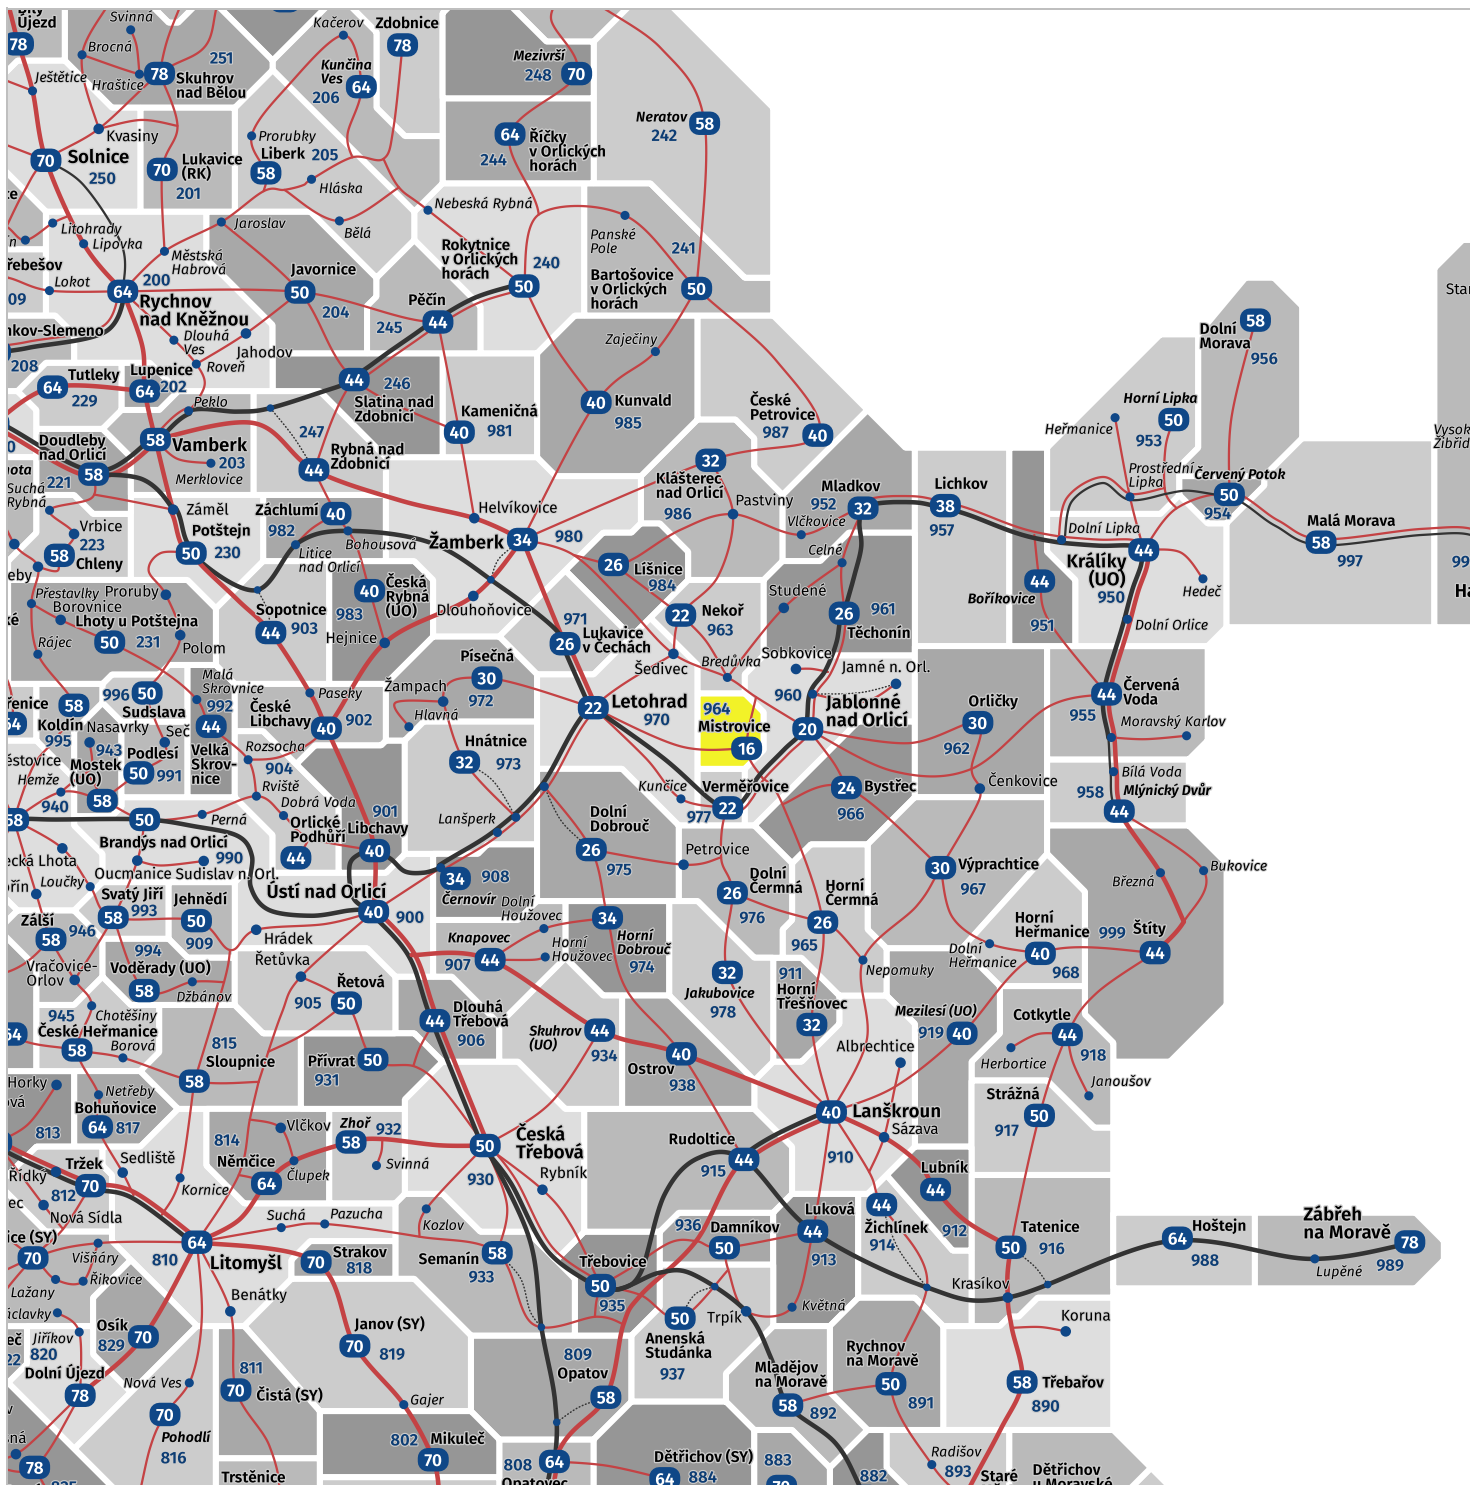 Újezd
78
Svinná
Brocná
Ještětice
Hraštice
78
Skuhrov
nad Bělou
251
Kačerov
Zdobnice
78
Kunčina
Ves
206
64
Mezivrší
248
70
Neratov
242
58
64
Říčky
v Orlických
horách
244
Kvasiny
70
Solnice
250
70
Lukavice
(RK)
201
Prorubky
Liberk
205
58
Hláska
Nebeská Rybná
Jaroslav
Bělá
Litohrady
Lipovka
Městská
Habrová
Lokot
200
64
Rychnov
nad Kněžnou
Javornice
50
204
Rokytnice
v Orlických
horách
240
50
Panské
Pole
241
Bartošovice
v Orlických
horách
50
Pěčín
245
44
Dlouhá
Ves
Jahodov
Roveň
208
Tutleky
64
229
Lupenice
64
202
Peklo
44
246
Slatina nad
Zdobnicí
Kameničná
40
981
Zaječiny
40
Kunvald
985
České
Petrovice
987
40
Dolní
Morava
58
956
Horní Lipka
50
953
Heřmanice
Prostřední
Lipka
Červený Potok
50
954
Dolní Lipka
Malá Morava
58
997
Doudleby
nad Orlicí
58
221
58
Vamberk
203
Merklovice
247
Rybná nad
Zdobnicí
44
32
Klášterec
nad Orlicí
986
Pastviny
Mladkov
952
32
Vlčkovice
Celné
Lichkov
38
957
44
Králíky
(UO)
950
Hedeč
Dolní Orlice
Suchá
Rybná
Vrbice
223
58
Chleny
Záměl
Potštejn
50
230
Záchlumí
40
982
Litice
nad Orlicí
Bohousová
Helvíkovice
Žamberk
34
980
26
Líšnice
984
22
Nekoř
963
Studené
26
961
Těchonín
44
Boříkovice
951
Přestavlky
Proruby
Borovnice
Lhoty u Potštejna
50
231
Rájec
Polom
Sopotnice
44
903
40
Česká
Rybná
(UO)
983
Hejnice
Dlouhoňovice
971
26
Lukavice
v Čechách
Šedivec
Bredůvka
Sobkovice
Jamné n. Orl.
960
Jablonné
nad Orlicí
20
Orličky
30
962
Čenkovice
Červená
Voda
44
955
Moravský Karlov
Bílá Voda
958
Mlýnický Dvůr
44
Písečná
30
972
Žampach
Hlavná
Letohrad
22
970
964
Mistrovice
16
Malá
Skrovnice
992
44
Velká
Skrov-
nice
Paseky
České
Libchavy
40
902
Rozsocha
904
Rviště
Dobrá Voda
58
996
50
Sudslava
Koldín
995
Nasavrky
Seč
943
Podlesí
50
991
Mostek
(UO)
58
Hemže
940
58
Hnátnice
32
973
Lanšperk
Kunčice
Verměřovice
22
977
24
Bystřec
966
Dolní
Dobrouč
26
975
Petrovice
901
Libchavy
40
Orlické
Podhůří
44
Perná
50
Brandýs nad Orlicí
990
Oucmanice
Sudislav n. Orl.
Loučky
Svatý Jiří
58
993
Jehnědí
50
909
Ústí nad Orlicí
40
900
Hrádek
34
908
Černovír
Dolní
Houžovec
Horní
Houžovec
Knapovec
907
44
34
Horní
Dobrouč
974
Dolní
Čermná
26
976
Horní
Čermná
26
965
30
Výprachtice
967
Bukovice
Březná
Štíty
999
44
Horní
Heřmanice
40
968
Dolní
Heřmanice
Nepomuky
Zálší
58
946
Vračovice-
Orlov
994
Voděrady (UO)
58
Džbánov
Řetůvka
Řetová
905
50
945
Chotěšiny
České Heřmanice
58
Borová
815
Sloupnice
58
Přívrat
50
931
44
Dlouhá
Třebová
906
Skuhrov
(UO)
44
934
40
Ostrov
938
32
Jakubovice
978
911
Horní
Třešňovec
32
Albrechtice
Mezilesí (UO)
919
40
Cotkytle
44
918
Herbortice
Janoušov
Strážná
50
917
Horky
813
Netřeby
Bohuňovice
64
817
814
Vlčkov
Zhoř
932
58
Svinná
Němčice
64
Člupek
50
Česká
Třebová
930
Rybník
Rudoltice
915
44
40
Lanškroun
Sázava
910
Lubník
44
912
Tržek
70
812
Sedliště
Kornice
Nová Sídla
Suchá
Pazucha
Kozlov
Semanín
58
933
Třebovice
50
935
936
Damníkov
50
Luková
44
913
44
Žichlínek
914
Tatenice
50
916
Krasíkov
64
Hoštejn
988
Zábřeh
na Moravě
78
Lupěné
989
70
Višňáry
Řikovice
Lažany
810
64
Litomyšl
70
Strakov
818
Benátky
Janov (SY)
70
819
Gajer
Osík
829
70
Jiříkov
820
Dolní Újezd
78
Nová Ves
70
Pohodlí
816
811
70
Čistá (SY)
Trstěnice
802
Mikuleč
70
809
Opatov
58
808
64
Opatovec
Trpík
Květná
50
Anenská
Studánka
937
Mladějov
na Moravě
58
892
Rychnov
na Moravě
50
891
Koruna
58
Třebařov
890
Dětřichov (SY)
64
884
883
882
Radišov
893
Staré
Dětřichov
u Moravské
78